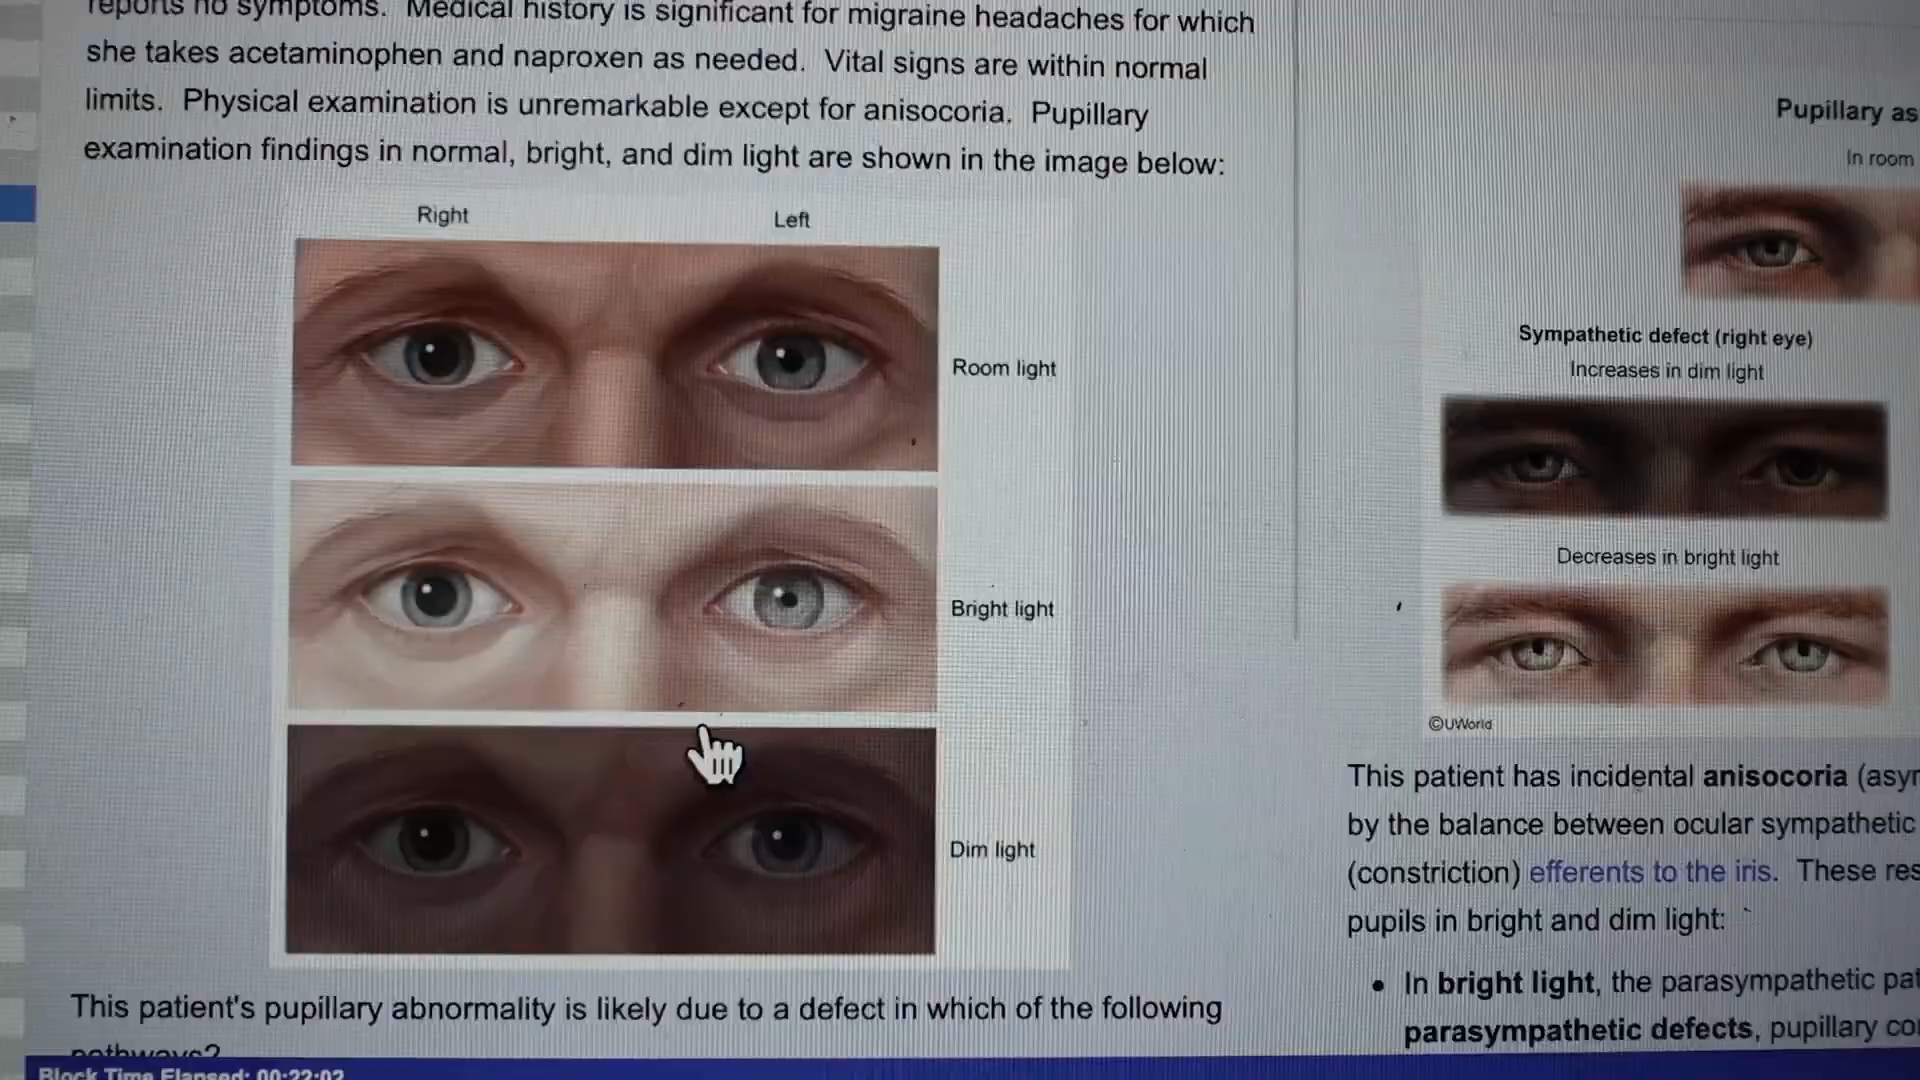 reports no symptoms. Medical history is significant for migraine headaches for which
she takes acetaminophen and naproxen as needed. Vital signs are within normal
limits. Physical examination is unremarkable except for anisocoria. Pupillary
examination findings in normal, bright, and dim light are shown in the image below:
Right Left
Room light
Bright light
Dim light
This patient's pupillary abnormality is likely due to a defect in which of the following
pathways?
Block Time Elapsed: 00:22:02
Pupillary as
In room
Sympathetic defect (right eye)
Increases in dim light
Decreases in bright light
©UWorld
This patient has incidental anisocoria (asyn
by the balance between ocular sympathetic
(constriction) efferents to the iris. These res
pupils in bright and dim light:
• In bright light, the parasympathetic pat
parasympathetic defects, pupillary co